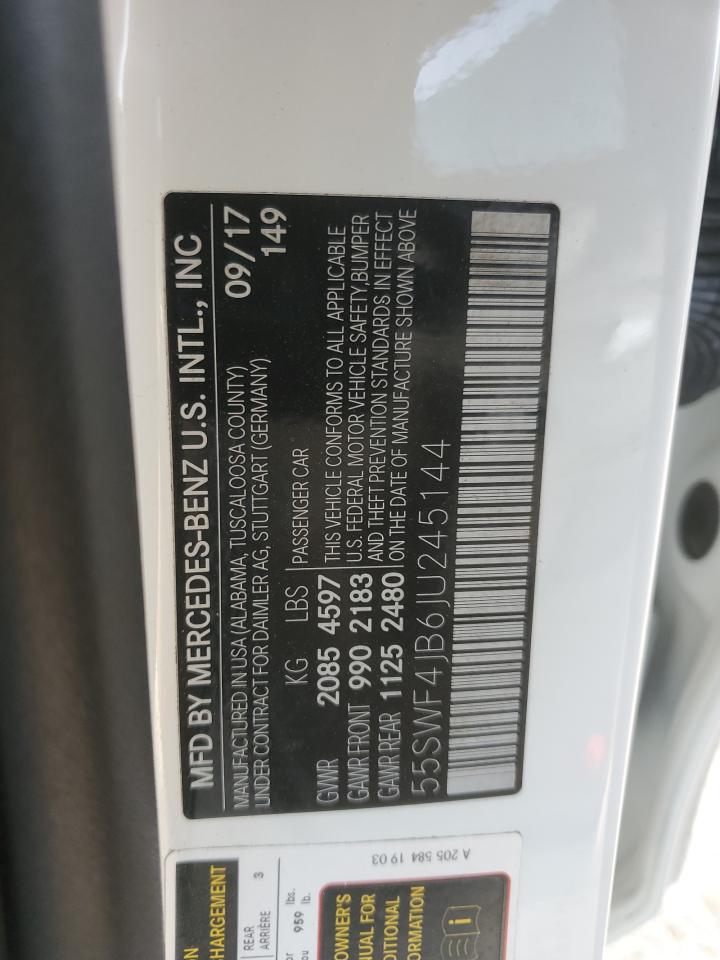 MFD BY MERCEDES-BENZ U.S. INTL., INC
MANUFACTURED IN USA (ALABAMA, TUSCALOOSA COUNTY) 09/17
UNDER CONTRACT FOR DAIMLER AG, STUTTGART (GERMANY) 149
KG LBS PASSENGER CAR
GVWR 2085 4597 THIS VEHICLE CONFORMS TO ALL APPLICABLE
GAWR FRONT 990 2183 U.S. FEDERAL MOTOR VEHICLE SAFETY,BUMPER
GAWR REAR 1125 2480 AND THEFT PREVENTION STANDARDS IN EFFECT
ON THE DATE OF MANUFACTURE SHOWN ABOVE
55SWF4JB6JU245144
A 205 584 19 03
CHARGEMENT
REAR
ARRIÈRE 3
959 lb.
lbs.
OWNER'S
FOR
i